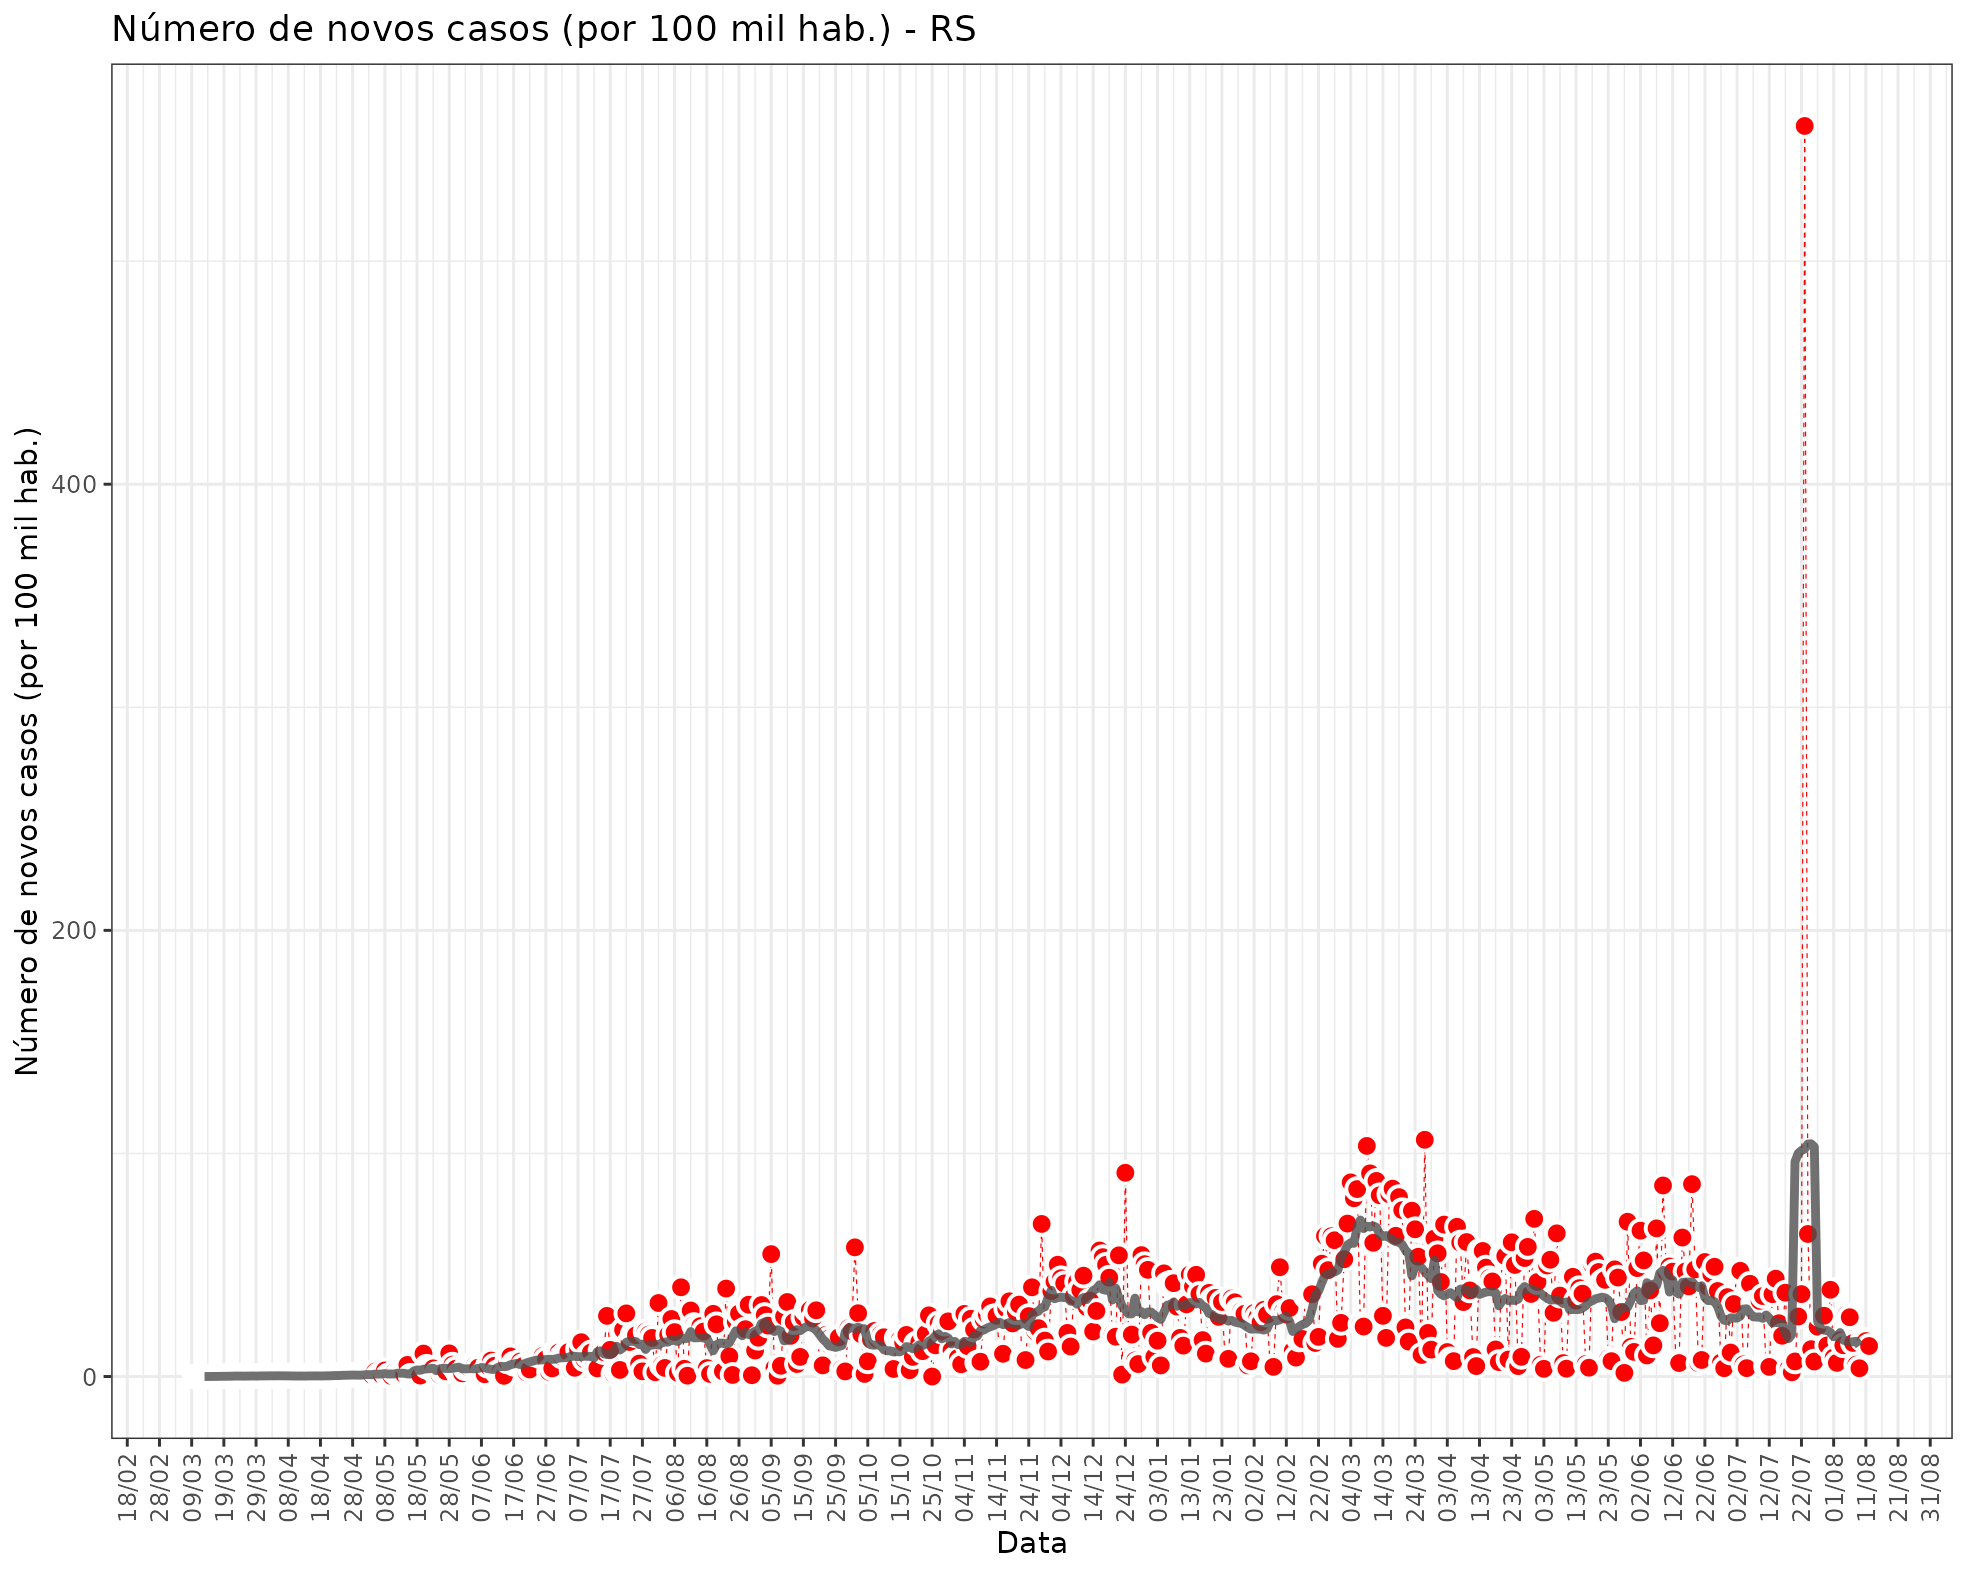 Número de novos casos (por 100 mil hab.) - RS
Número de novos casos (por 100 mil hab.)
400
200
0
18/02 28/02 09/03 19/03 29/03 08/04 18/04 28/04 08/05 18/05 28/05 07/06 17/06 27/06 07/07 17/07 27/07 06/08 16/08 26/08 05/09 15/09 25/09 05/10 15/10 25/10 04/11 14/11 24/11 04/12 14/12 24/12 03/01 13/01 23/01 02/02 12/02 22/02 04/03 14/03 24/03 03/04 13/04 23/04 03/05 13/05 23/05 02/06 12/06 22/06 02/07 12/07 22/07 01/08 11/08 21/08 31/08
Data